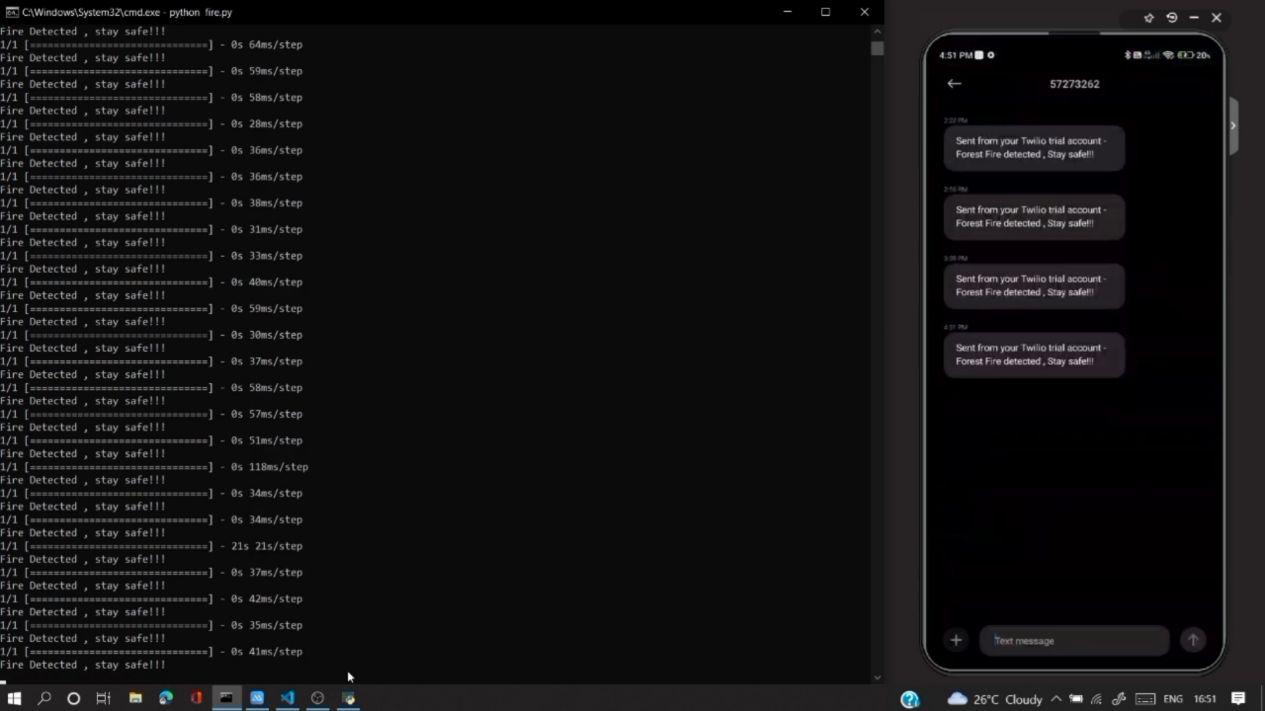 C:\Windows\System32\cmd.exe - python fire.py
Fire Detected , stay safe!!!
1/1 [==============================] - 0s 64ms/step
Fire Detected , stay safe!!!
1/1 [==============================] - 0s 59ms/step
Fire Detected , stay safe!!!
1/1 [==============================] - 0s 58ms/step
Fire Detected , stay safe!!!
1/1 [==============================] - 0s 28ms/step
Fire Detected , stay safe!!!
1/1 [==============================] - 0s 36ms/step
Fire Detected , stay safe!!!
1/1 [==============================] - 0s 36ms/step
Fire Detected , stay safe!!!
1/1 [==============================] - 0s 38ms/step
Fire Detected , stay safe!!!
1/1 [==============================] - 0s 31ms/step
Fire Detected , stay safe!!!
1/1 [==============================] - 0s 33ms/step
Fire Detected , stay safe!!!
1/1 [==============================] - 0s 40ms/step
Fire Detected , stay safe!!!
1/1 [==============================] - 0s 59ms/step
Fire Detected , stay safe!!!
1/1 [==============================] - 0s 30ms/step
Fire Detected , stay safe!!!
1/1 [==============================] - 0s 37ms/step
Fire Detected , stay safe!!!
1/1 [==============================] - 0s 58ms/step
Fire Detected , stay safe!!!
1/1 [==============================] - 0s 57ms/step
Fire Detected , stay safe!!!
1/1 [==============================] - 0s 51ms/step
Fire Detected , stay safe!!!
1/1 [==============================] - 0s 118ms/step
Fire Detected , stay safe!!!
1/1 [==============================] - 0s 34ms/step
Fire Detected , stay safe!!!
1/1 [==============================] - 0s 34ms/step
Fire Detected , stay safe!!!
1/1 [==============================] - 21s 21s/step
Fire Detected , stay safe!!!
1/1 [==============================] - 0s 37ms/step
Fire Detected , stay safe!!!
1/1 [==============================] - 0s 42ms/step
Fire Detected , stay safe!!!
1/1 [==============================] - 0s 35ms/step
Fire Detected , stay safe!!!
1/1 [==============================] - 0s 41ms/step
Fire Detected , stay safe!!!
4:51 PM
20%
57273262
Sent from your Twilio trial account -
Forest Fire detected , Stay safe!!!
Sent from your Twilio trial account -
Forest Fire detected , Stay safe!!!
Sent from your Twilio trial account -
Forest Fire detected , Stay safe!!!
4:51 PM
Sent from your Twilio trial account -
Forest Fire detected , Stay safe!!!
Text message
26°C Cloudy
ENG
16:51